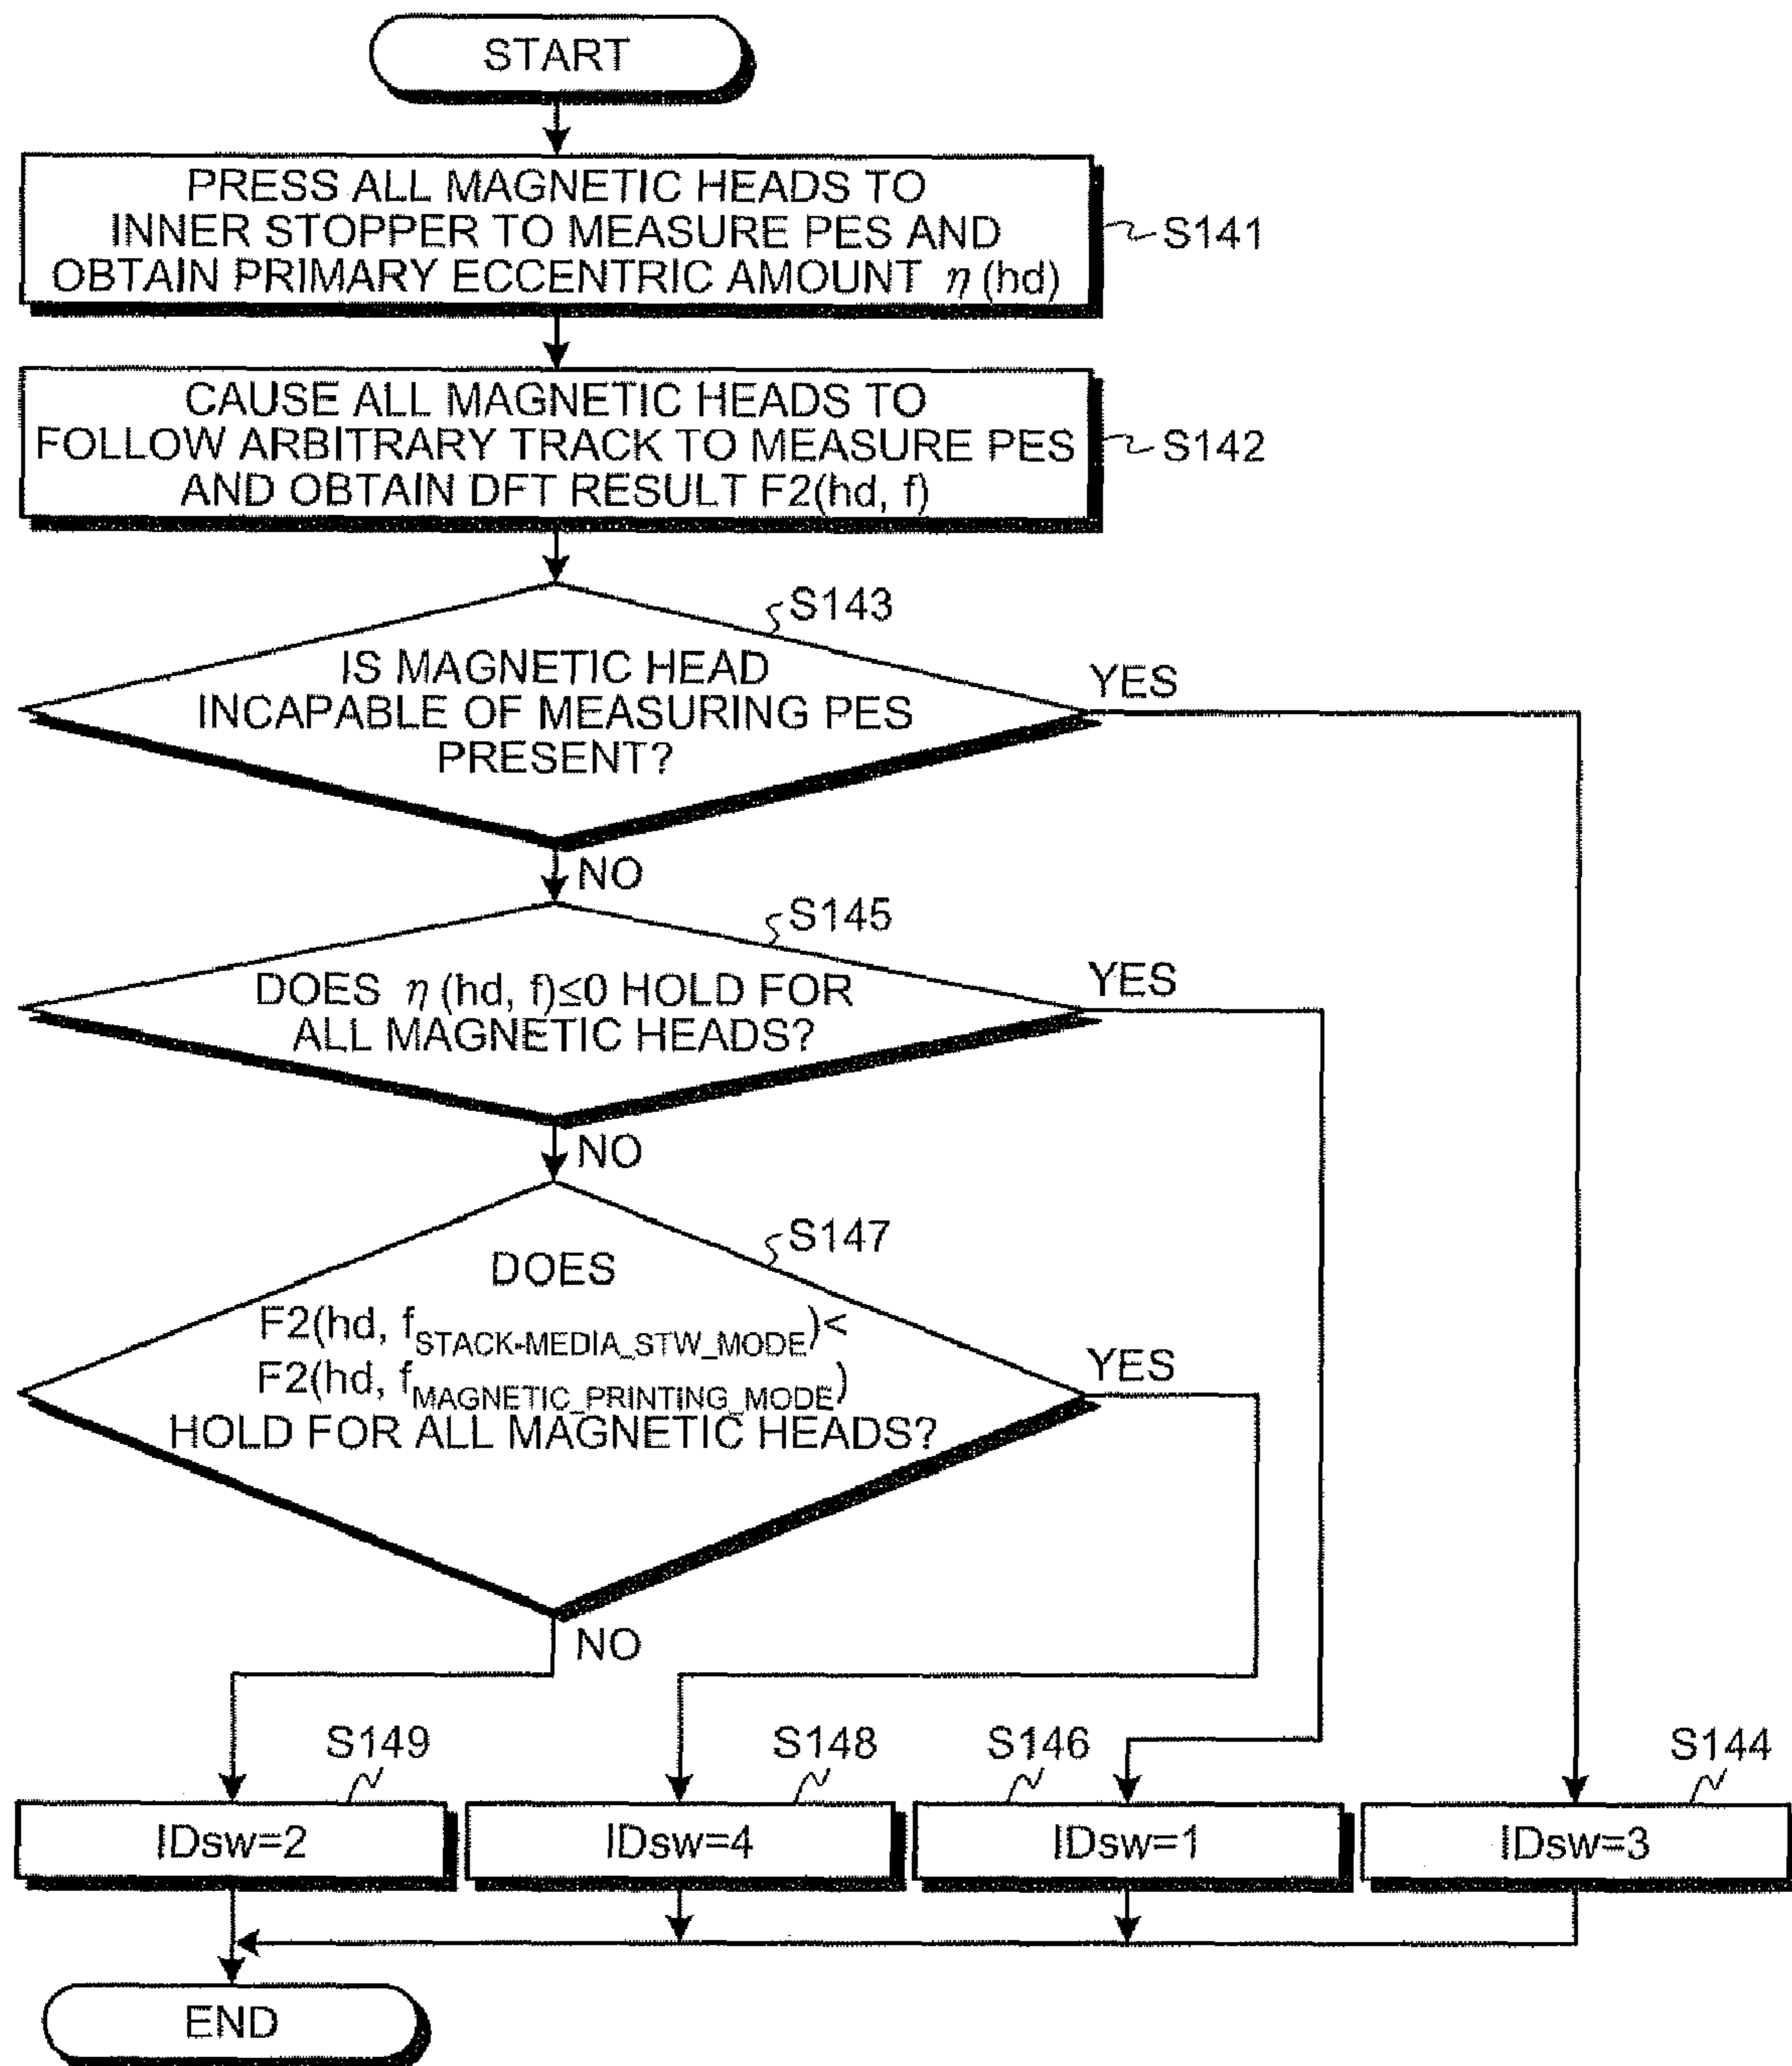 START
PRESS ALL MAGNETIC HEADS TO
INNER STOPPER TO MEASURE PES AND
OBTAIN PRIMARY ECCENTRIC AMOUNT η (hd)
S141
CAUSE ALL MAGNETIC HEADS TO
FOLLOW ARBITRARY TRACK TO MEASURE PES
AND OBTAIN DFT RESULT F2(hd, f)
S142
S143
IS MAGNETIC HEAD
INCAPABLE OF MEASURING PES
PRESENT?
YES
NO
S145
DOES η (hd, f)≤0 HOLD FOR
ALL MAGNETIC HEADS?
YES
NO
S147
DOES
F2(hd, fSTACK-MEDIA_STW_MODE)<
F2(hd, fMAGNETIC_PRINTING_MODE)
HOLD FOR ALL MAGNETIC HEADS?
YES
NO
S149
S148
S146
S144
IDsw=2
IDsw=4
IDsw=1
IDsw=3
END